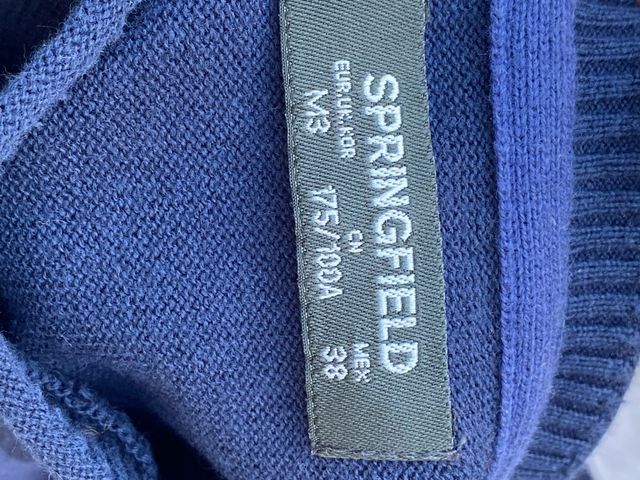 SPRINGFIELD
EUR.UK.KOR CN MEX
M3 175/100A 38